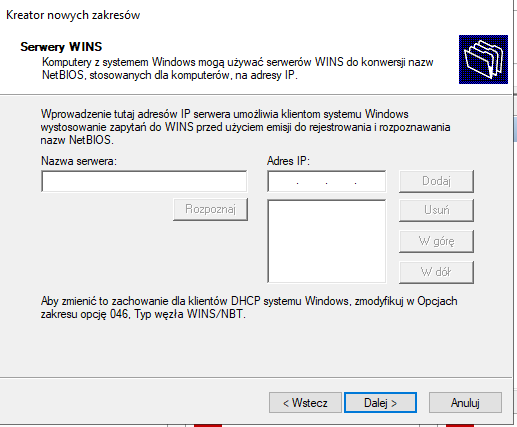 Kreator nowych zakresów
Serwery WINS
Komputery z systemem Windows mogą używać serwerów WINS do konwersji nazw
NetBIOS, stosowanych dla komputerów, na adresy IP.
Wprowadzenie tutaj adresów IP serwera umożliwia klientom systemu Windows
wystosowanie zapytań do WINS przed użyciem emisji do rejestrowania i rozpoznawania
nazw NetBIOS.
Nazwa serwera:
Adres IP:
. . .
Dodaj
Rozpoznaj
Usuń
W górę
W dół
Aby zmienić to zachowanie dla klientów DHCP systemu Windows, zmodyfikuj w Opcjach
zakresu opcję 046, Typ węzła WINS/NBT.
< Wstecz
Dalej >
Anuluj